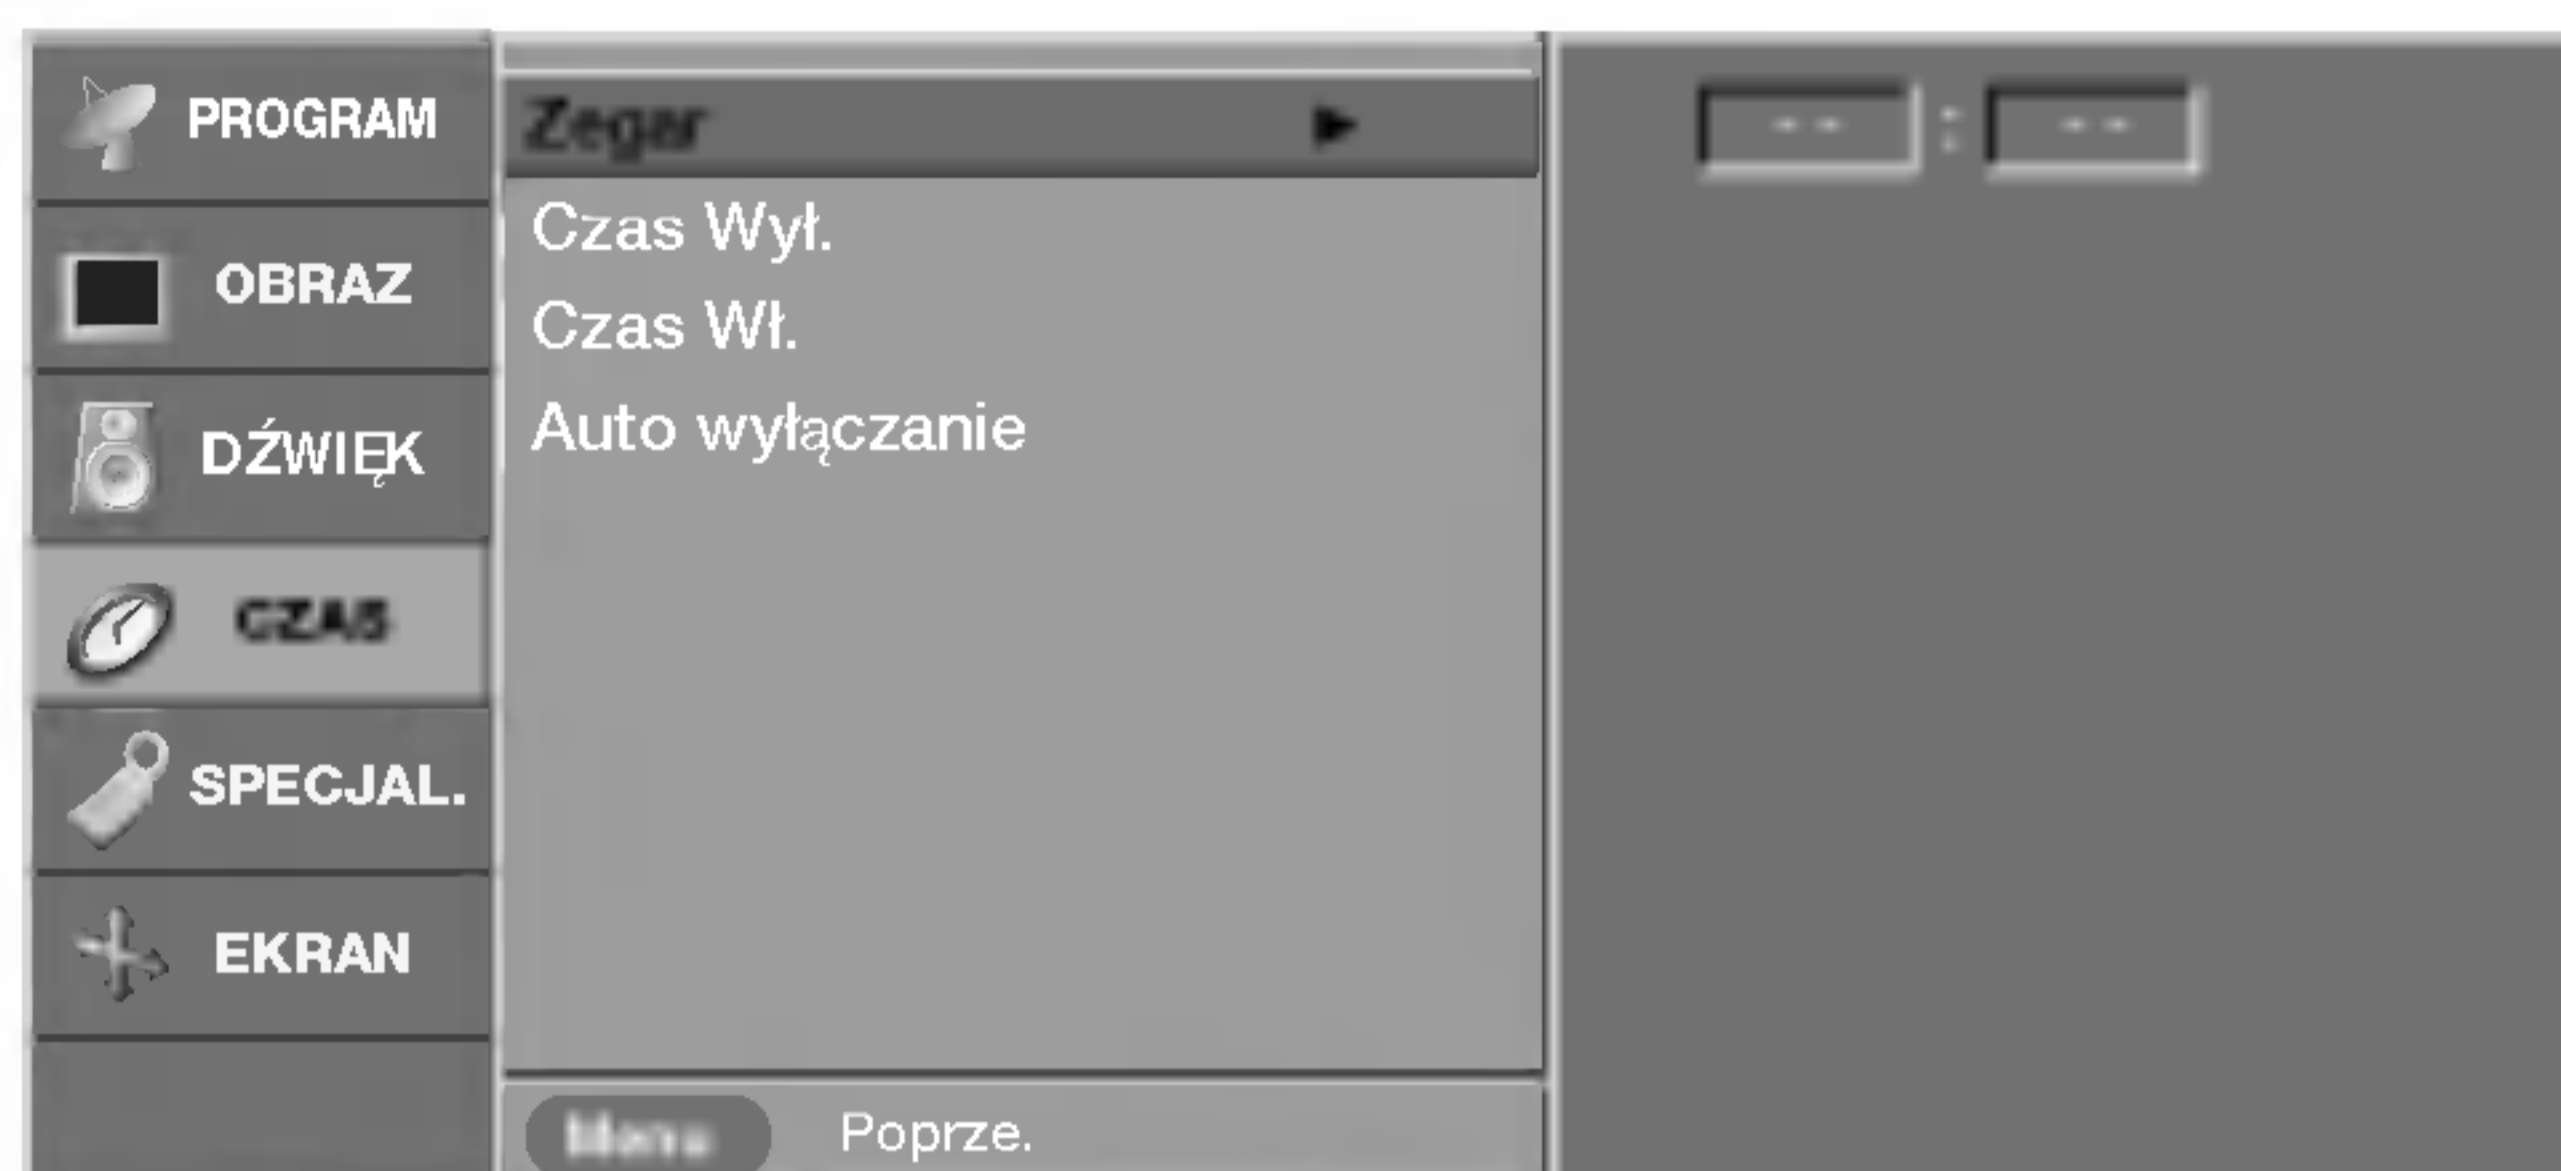 PROGRAM
OBRAZ
DŹWIĘK
CZAS
SPECJAL.
EKRAN
Zegar ►
Czas Wył.
Czas Wł.
Auto wyłączanie
Menu Poprze.
-- : --